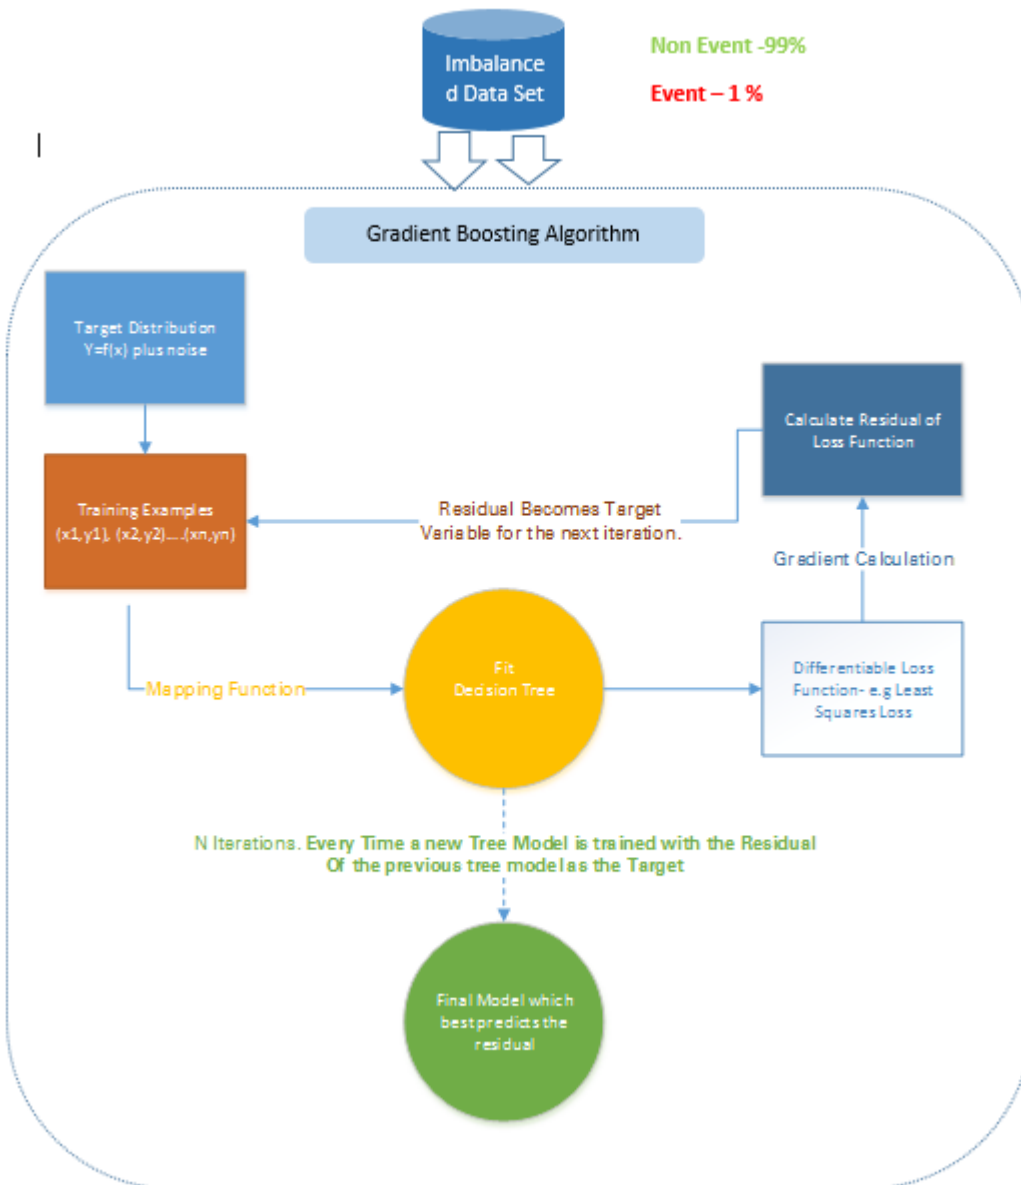 Imbalance
d Data Set
Non Event -99%
Event – 1 %
Gradient Boosting Algorithm
Target Distribution
Y=f(x) plus noise
Calculate Residual of
Loss Function
Training Examples
(x1,y1), (x2,y2)....(xn,yn)
Residual Becomes Target
Variable for the next iteration.
Gradient Calculation
Mapping Function
Fit
Decision Tree
Differentiable Loss
Function- e.g Least
Squares Loss
N Iterations. Every Time a new Tree Model is trained with the Residual
Of the previous tree model as the Target
Final Model which
best predicts the
residual